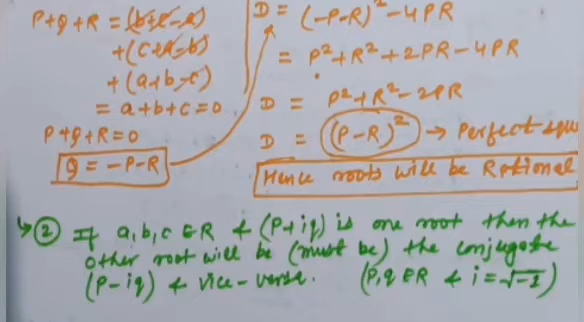 P+q+R = (b+c-a)
+(c+a-b)
+(a+b-c)
= a+b+c=0
P+q+R=0
q = -P-R
D = (-P-R)² -4PR
= P²+R²+2PR-4PR
D = P²+R²-2PR
D = (P-R)² → Perfect squ
Hence roots will be Rational
↳ ② If a,b,c ∈R & (P+iq) is one root then the
other root will be (must be) the conjugate
(P-iq) & vice-versa. (P,q ∈R & i=√-1)